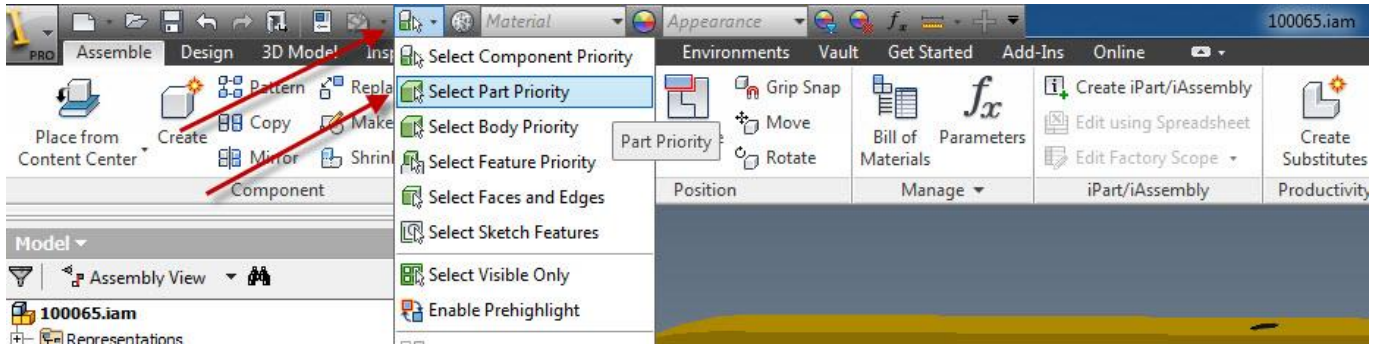 Material
Appearance
fx
100065.iam
PRO
Assemble
Design
3D Model
Environments
Vault
Get Started
Add-Ins
Online
Select Component Priority
Select Part Priority
Select Body Priority
Select Feature Priority
Select Faces and Edges
Select Sketch Features
Select Visible Only
Enable Prehighlight
Part Priority
Place from
Content Center
Create
Pattern
Copy
Mirror
Component
Grip Snap
Move
Rotate
Position
Bill of
Materials
fx
Parameters
Manage
Create iPart/iAssembly
Edit using Spreadsheet
Edit Factory Scope
iPart/iAssembly
Create
Substitutes
Productivity
Model
Assembly View
100065.iam
Representations